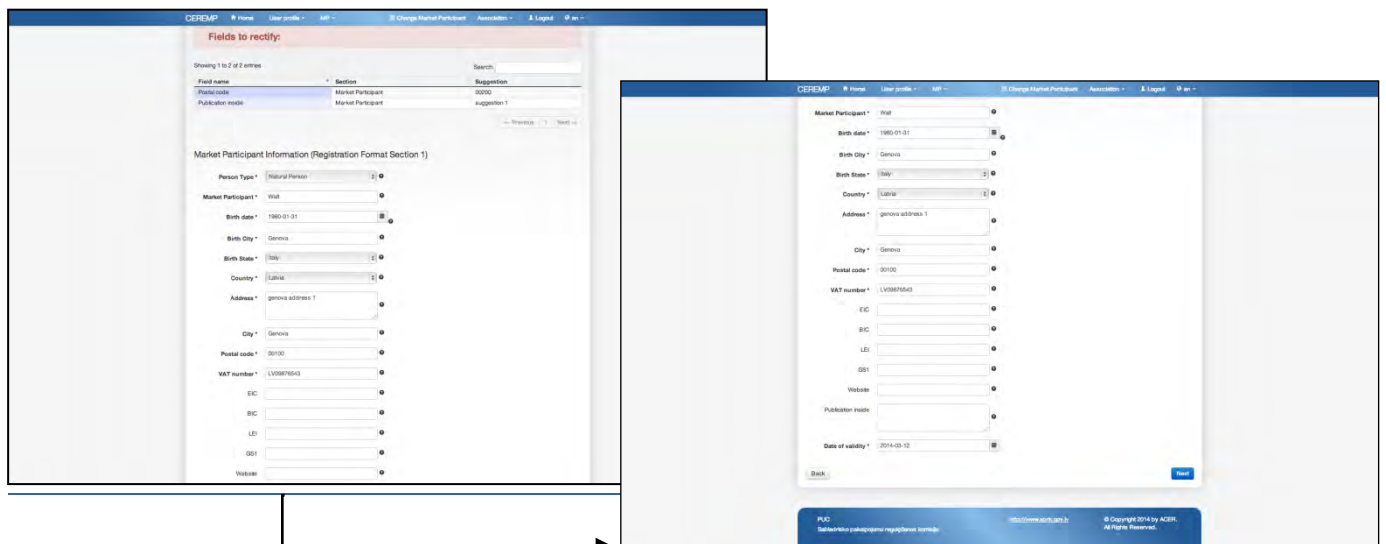 CEREMP Home User profile MP Change Market Participant Association Logout en
Fields to rectify:
Showing 1 to 2 of 2 entries Search:
Field name Section Suggestion
Postal code Market Participant 00200
Publication inside Market Participant suggestion 1
← Previous 1 Next →
Market Participant Information (Registration Format Section 1)
Person Type * Natural Person
Market Participant * Walt
Birth date * 1980-01-31
Birth City * Genova
Birth State * Italy
Country * Latvia
Address * genova address 1
City * Genova
Postal code * 00100
VAT number * LV09876543
EIC
BIC
LEI
GS1
Website
CEREMP Home User profile MP Change Market Participant Association Logout en
Market Participant * Walt
Birth date * 1980-01-31
Birth City * Genova
Birth State * Italy
Country * Latvia
Address * genova address 1
City * Genova
Postal code * 00100
VAT number * LV09876543
EIC
BIC
LEI
GS1
Website
Publication inside
Date of validity * 2014-03-12
Back Next
PUC © Copyright 2014 by ACER.
Sabiedrisko pakalpojumu regulēšanas komisija All Rights Reserved.